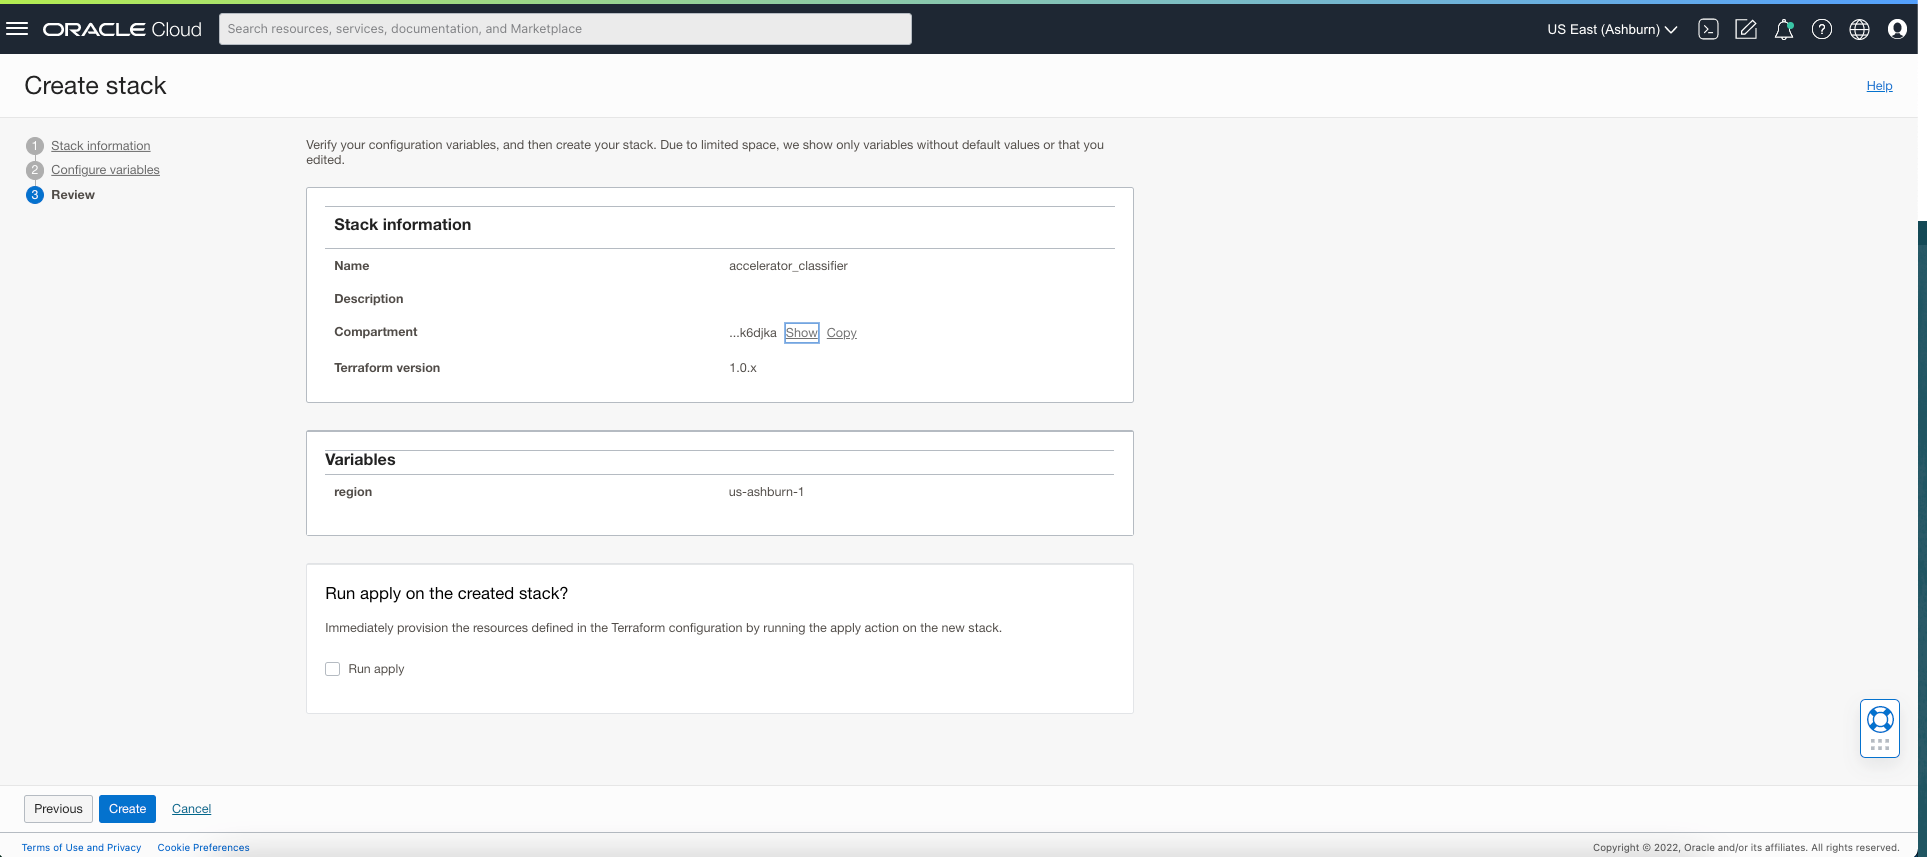 ORACLE Cloud
Search resources, services, documentation, and Marketplace
US East (Ashburn)
Create stack
Help
1 Stack information
2 Configure variables
3 Review
Verify your configuration variables, and then create your stack. Due to limited space, we show only variables without default values or that you
edited.
Stack information
Name accelerator_classifier
Description
Compartment ...k6djka Show Copy
Terraform version 1.0.x
Variables
region us-ashburn-1
Run apply on the created stack?
Immediately provision the resources defined in the Terraform configuration by running the apply action on the new stack.
Run apply
Previous Create Cancel
Terms of Use and Privacy Cookie Preferences
Copyright © 2022, Oracle and/or its affiliates. All rights reserved.